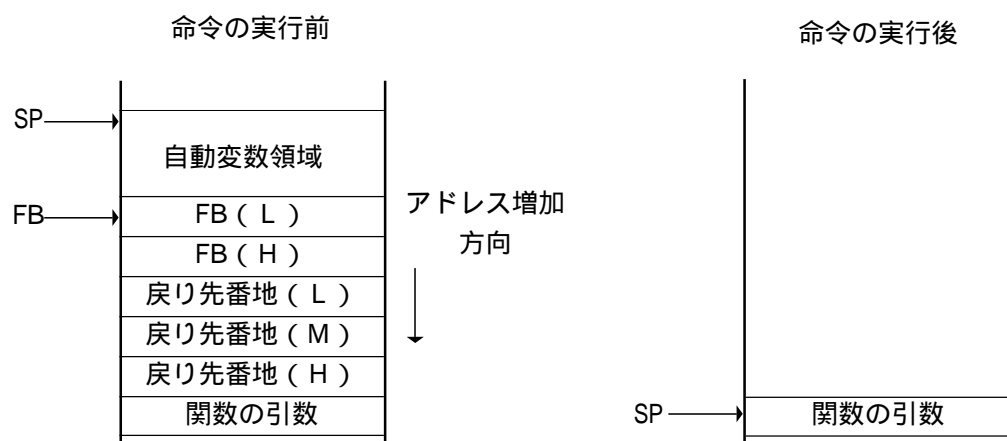 命令の実行前
命令の実行後
SP
自動変数領域
FB
FB（L）
アドレス増加
方向
FB（H）
戻り先番地（L）
戻り先番地（M）
戻り先番地（H）
関数の引数
SP
関数の引数